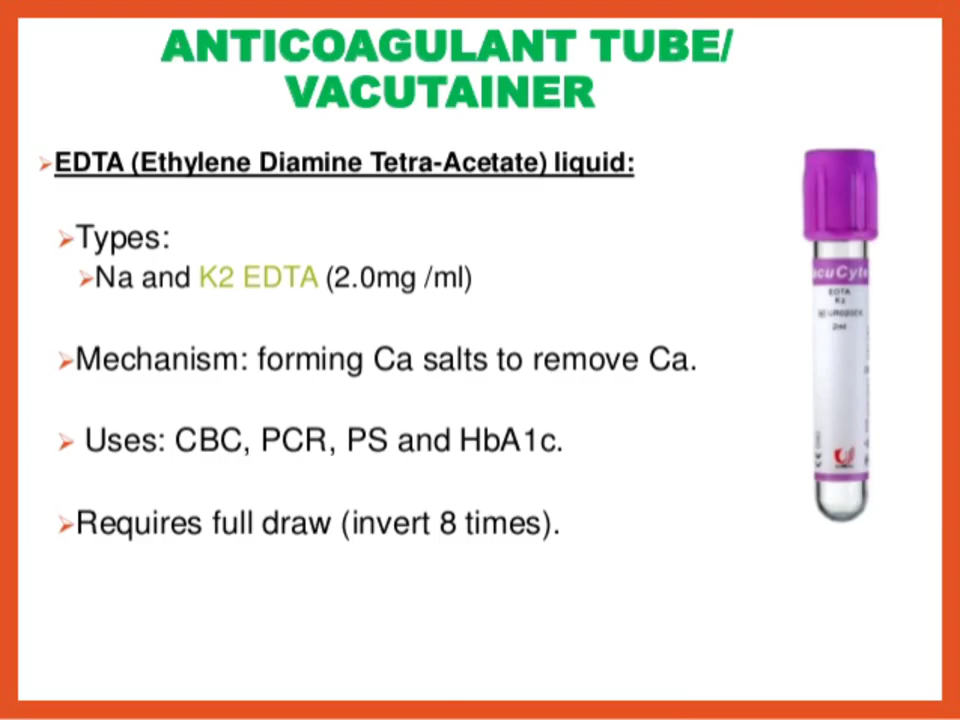 ANTICOAGULANT TUBE/
VACUTAINER
EDTA (Ethylene Diamine Tetra-Acetate) liquid:
Types:
Na and K2 EDTA (2.0mg /ml)
Mechanism: forming Ca salts to remove Ca.
Uses: CBC, PCR, PS and HbA1c.
Requires full draw (invert 8 times).
acuCyte
EDTA
K2
2ml